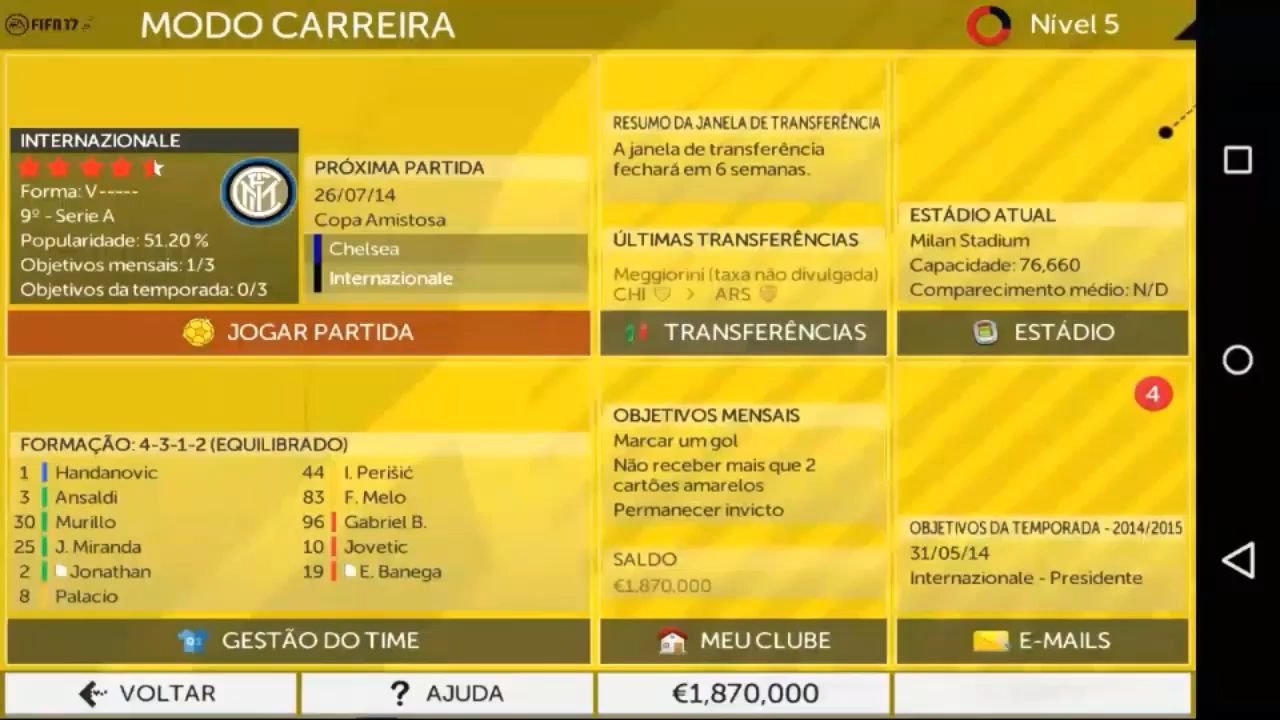 FIFA 17
MODO CARREIRA
Nível 5
INTERNAZIONALE
Forma: V-----
9º - Serie A
Popularidade: 51.20 %
Objetivos mensais: 1/3
Objetivos da temporada: 0/3
PRÓXIMA PARTIDA
26/07/14
Copa Amistosa
Chelsea
Internazionale
JOGAR PARTIDA
RESUMO DA JANELA DE TRANSFERÊNCIA
A janela de transferência
fechará em 6 semanas.
ÚLTIMAS TRANSFERÊNCIAS
Meggiorini (taxa não divulgada)
CHI > ARS
TRANSFERÊNCIAS
ESTÁDIO ATUAL
Milan Stadium
Capacidade: 76,660
Comparecimento médio: N/D
ESTÁDIO
FORMAÇÃO: 4-3-1-2 (EQUILIBRADO)
1 Handanovic
3 Ansaldi
30 Murillo
25 J. Miranda
2 Jonathan
8 Palacio
44 I. Perišić
83 F. Melo
96 Gabriel B.
10 Jovetic
19 E. Banega
GESTÃO DO TIME
OBJETIVOS MENSAIS
Marcar um gol
Não receber mais que 2
cartões amarelos
Permanecer invicto
SALDO
€1.870.000
MEU CLUBE
4
OBJETIVOS DA TEMPORADA - 2014/2015
31/05/14
Internazionale - Presidente
E-MAILS
VOLTAR
? AJUDA
€1,870,000